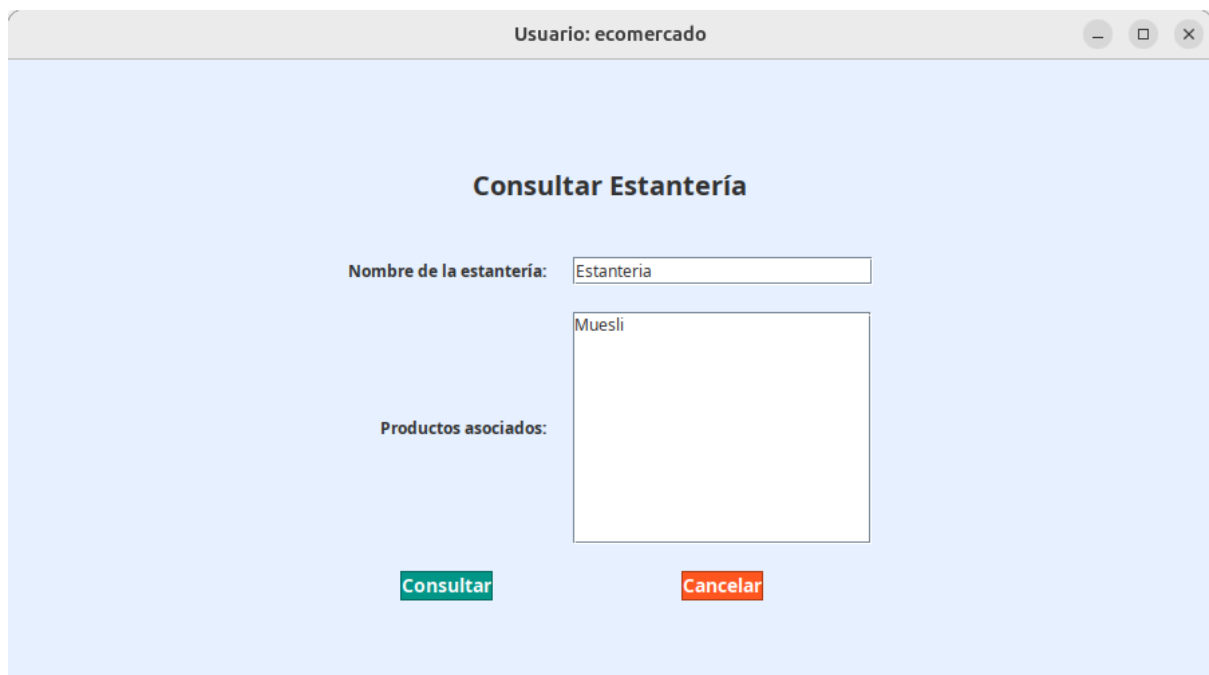 Usuario: ecomercado
Consultar Estantería
Nombre de la estantería: Estanteria
Productos asociados: Muesli
Consultar Cancelar